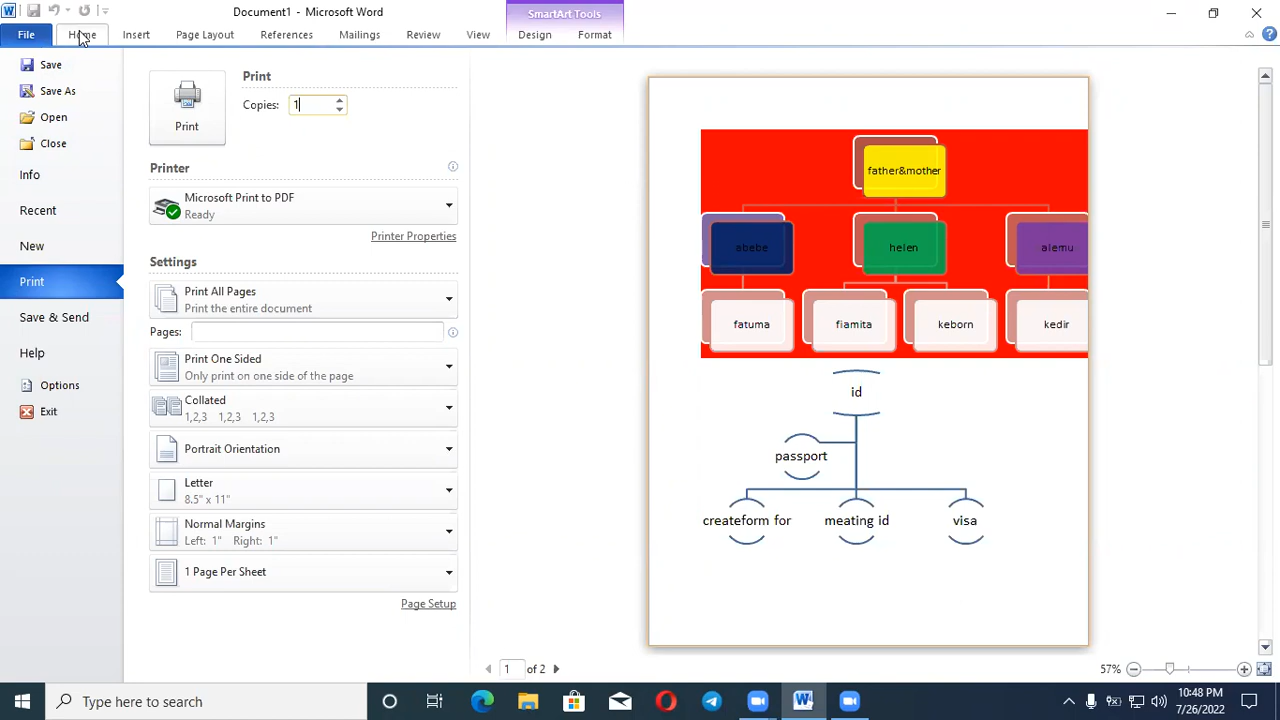 Document1 - Microsoft Word
SmartArt Tools
File
Home
Insert
Page Layout
References
Mailings
Review
View
Design
Format
Save
Save As
Open
Close
Info
Recent
New
Print
Save & Send
Help
Options
Exit
Print
Print
Copies: 1
Printer
Microsoft Print to PDF
Ready
Printer Properties
Settings
Print All Pages
Print the entire document
Pages:
Print One Sided
Only print on one side of the page
Collated
1,2,3 1,2,3 1,2,3
Portrait Orientation
Letter
8.5" x 11"
Normal Margins
Left: 1" Right: 1"
1 Page Per Sheet
Page Setup
father&mother
abebe
helen
alemu
fatuma
fiamita
keborn
kedir
id
passport
createform for
meating id
visa
1 of 2
57%
Type here to search
10:48 PM
7/26/2022